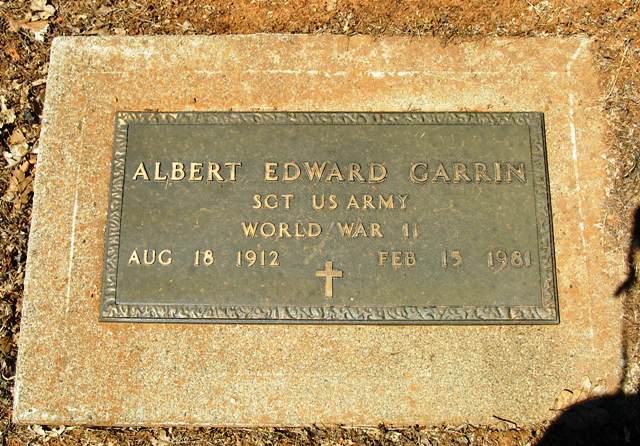 ALBERT EDWARD GARRIN
SGT US ARMY
WORLD WAR II
AUG 18 1912 FEB 15 1981